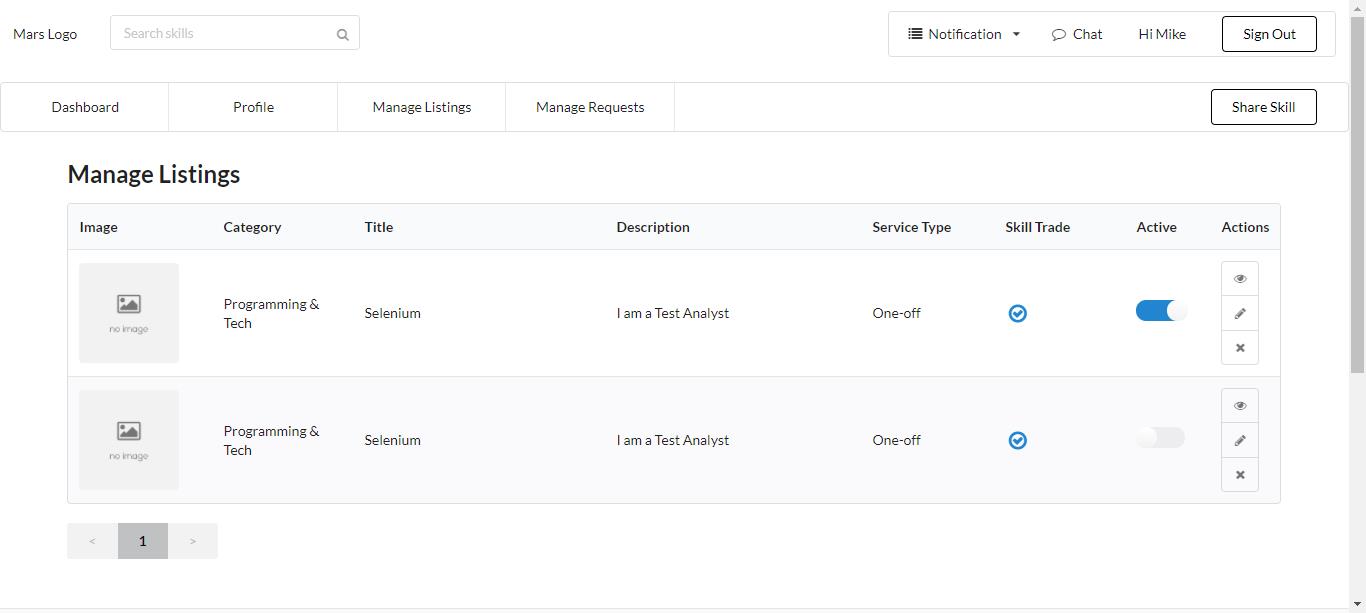 Mars Logo
Search skills
Notification
Chat
Hi Mike
Sign Out
Dashboard
Profile
Manage Listings
Manage Requests
Share Skill
Manage Listings
Image Category Title Description Service Type Skill Trade Active Actions
no image
Programming &
Tech
Selenium
I am a Test Analyst
One-off
no image
Programming &
Tech
Selenium
I am a Test Analyst
One-off
< 1 >